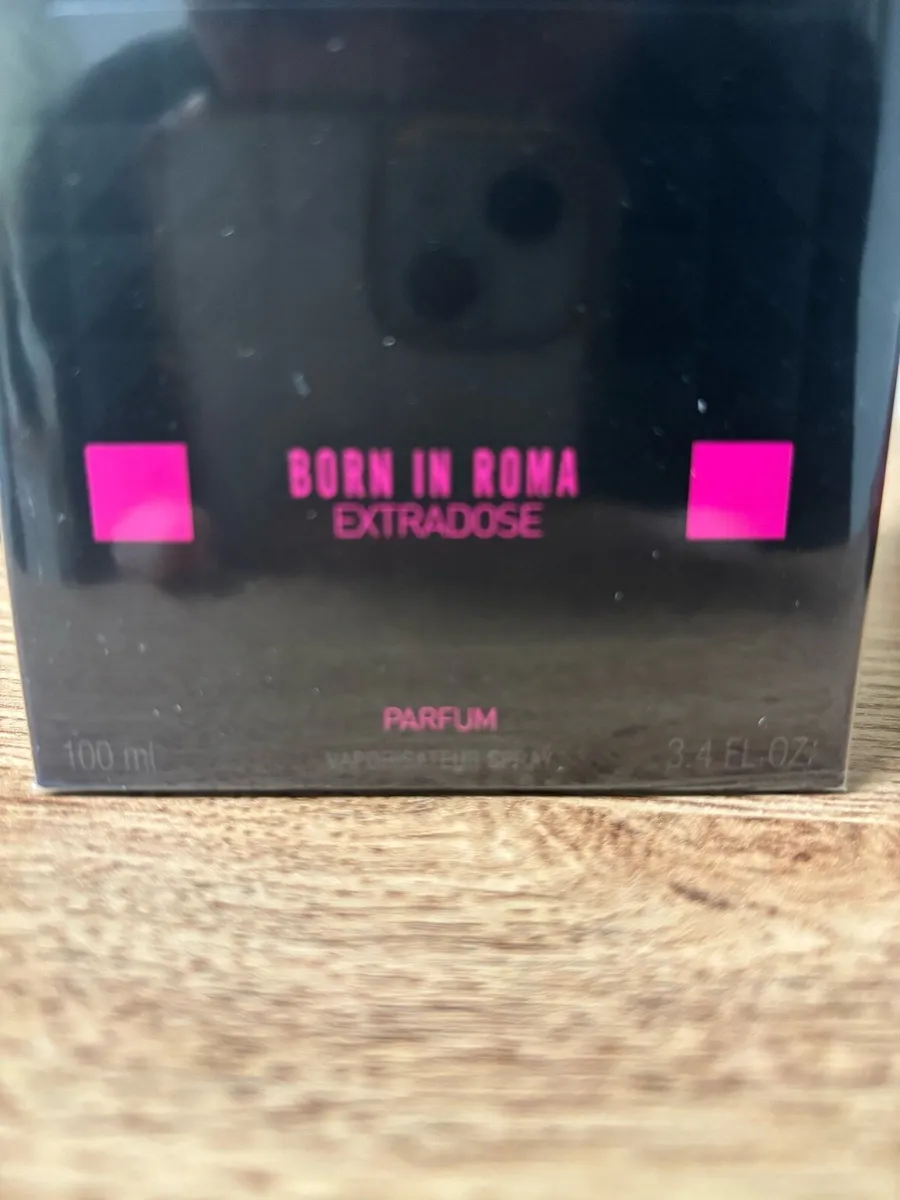 BORN IN ROMA
EXTRADOSE
PARFUM
100 ml
VAPORISATEUR SPRAY
3.4 FL.OZ.